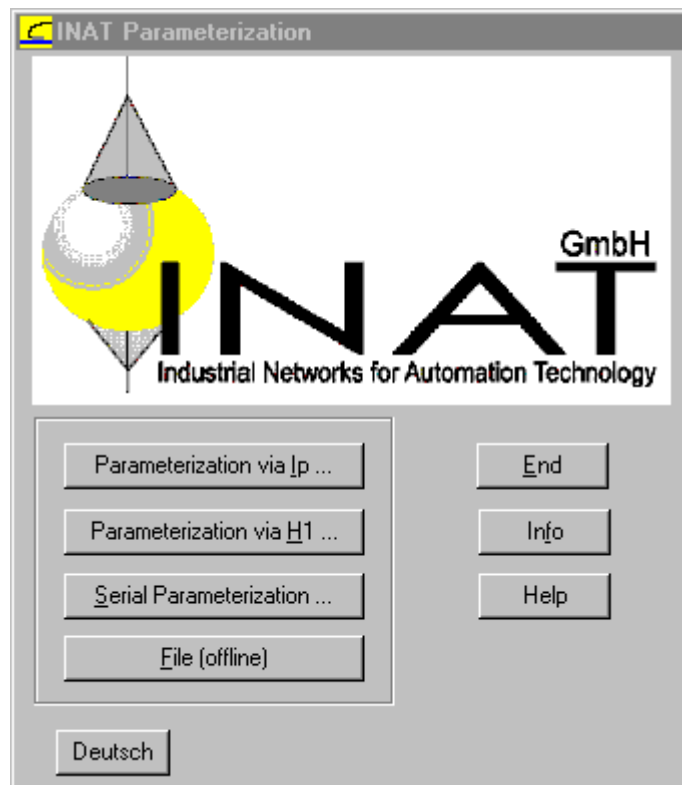 INAT Parameterization
GmbH
INAT
Industrial Networks for Automation Technology
Parameterization via Ip ...
End
Parameterization via H1 ...
Info
Serial Parameterization ...
Help
File (offline)
Deutsch